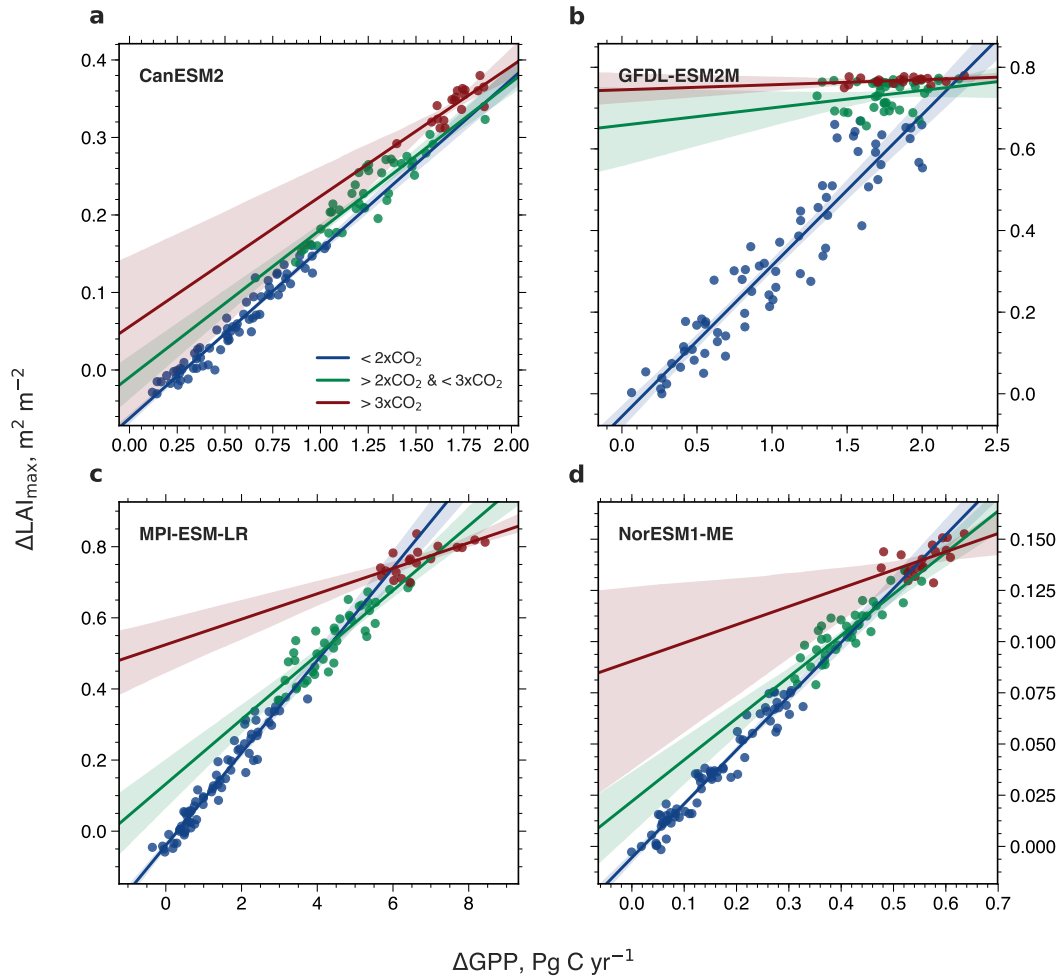 a
CanESM2
0.4
0.3
0.2
0.1
0.0
< 2xCO₂
> 2xCO₂ & < 3xCO₂
> 3xCO₂
0.00 0.25 0.50 0.75 1.00 1.25 1.50 1.75 2.00
b
GFDL-ESM2M
0.8
0.6
0.4
0.2
0.0
0.0 0.5 1.0 1.5 2.0 2.5
ΔLAIₘₐₓ, m² m⁻²
c
MPI-ESM-LR
0.8
0.6
0.4
0.2
0.0
0 2 4 6 8
d
NorESM1-ME
0.150
0.125
0.100
0.075
0.050
0.025
0.000
0.0 0.1 0.2 0.3 0.4 0.5 0.6 0.7
ΔGPP, Pg C yr⁻¹